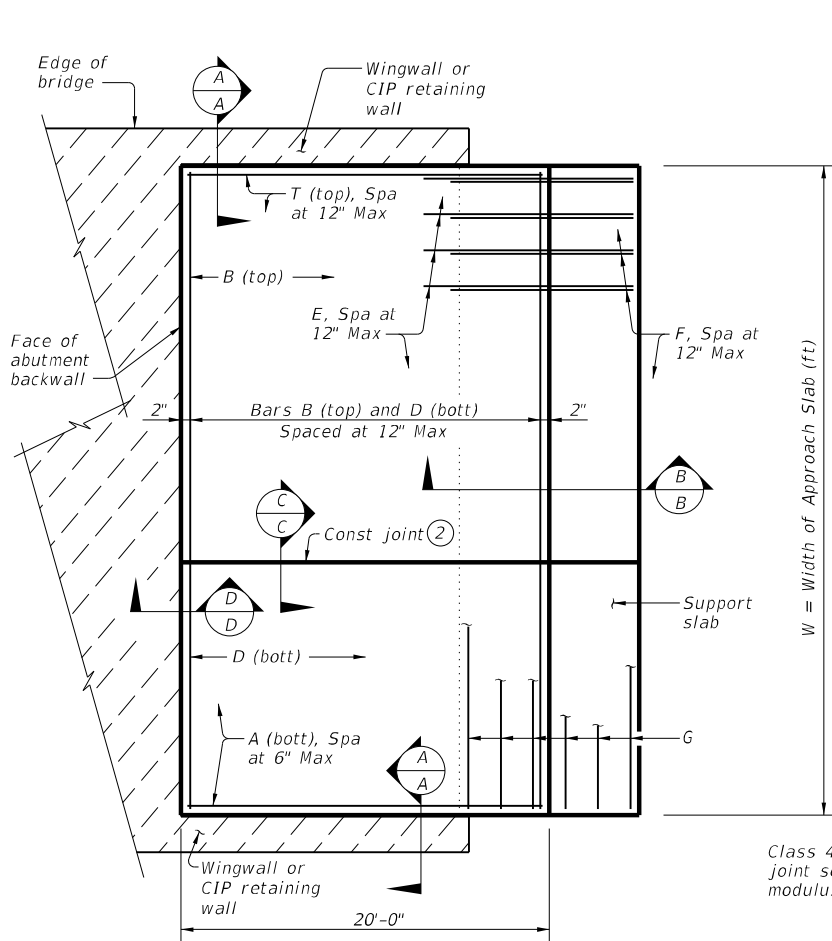 Edge of
bridge
A
A
Wingwall or
CIP retaining
wall
T (top), Spa
at 12" Max
B (top)
E, Spa at
12" Max
F, Spa at
12" Max
Face of
abutment
backwall
2"
Bars B (top) and D (bott)
Spaced at 12" Max
2"
W = Width of Approach Slab (ft)
B
B
C
C
Const joint 2
D
D
Support
slab
D (bott)
A (bott), Spa
at 6" Max
A
A
G
Wingwall or
CIP retaining
wall
20'-0"
Class 4
joint se
modulu